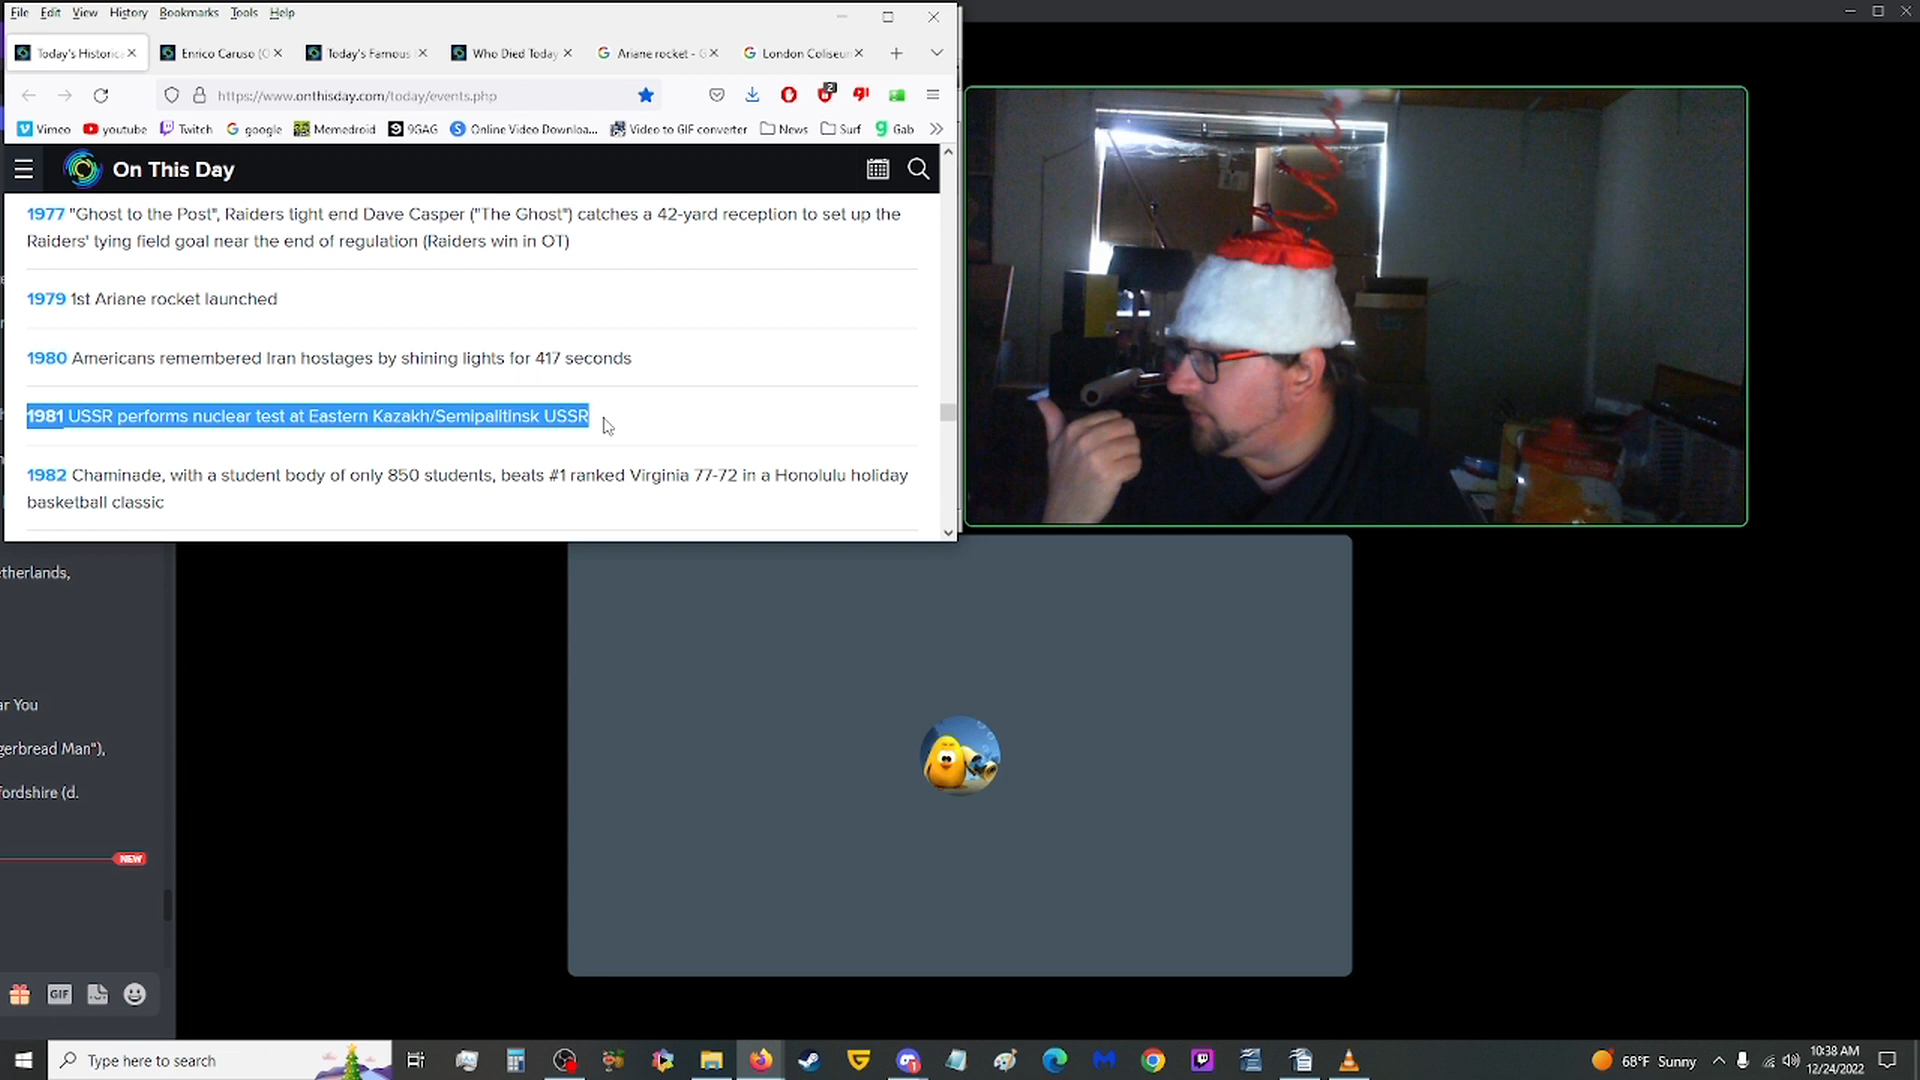 File Edit View History Bookmarks Tools Help
Today's Historica Enrico Caruso (O Today's Famous Who Died Today Ariane rocket - G London Coliseum
https://www.onthisday.com/today/events.php
Vimeo youtube Twitch google Memedroid 9GAG Online Video Downloa... Video to GIF converter News Surf Gab
On This Day
1977 "Ghost to the Post", Raiders tight end Dave Casper ("The Ghost") catches a 42-yard reception to set up the
Raiders' tying field goal near the end of regulation (Raiders win in OT)
1979 1st Ariane rocket launched
1980 Americans remembered Iran hostages by shining lights for 417 seconds
1981 USSR performs nuclear test at Eastern Kazakh/Semipalitinsk USSR
1982 Chaminade, with a student body of only 850 students, beats #1 ranked Virginia 77-72 in a Honolulu holiday
basketball classic
etherlands,
ar You
gerbread Man"),
fordshire (d.
NEW
GIF
Type here to search
68°F Sunny
10:38 AM
12/24/2022